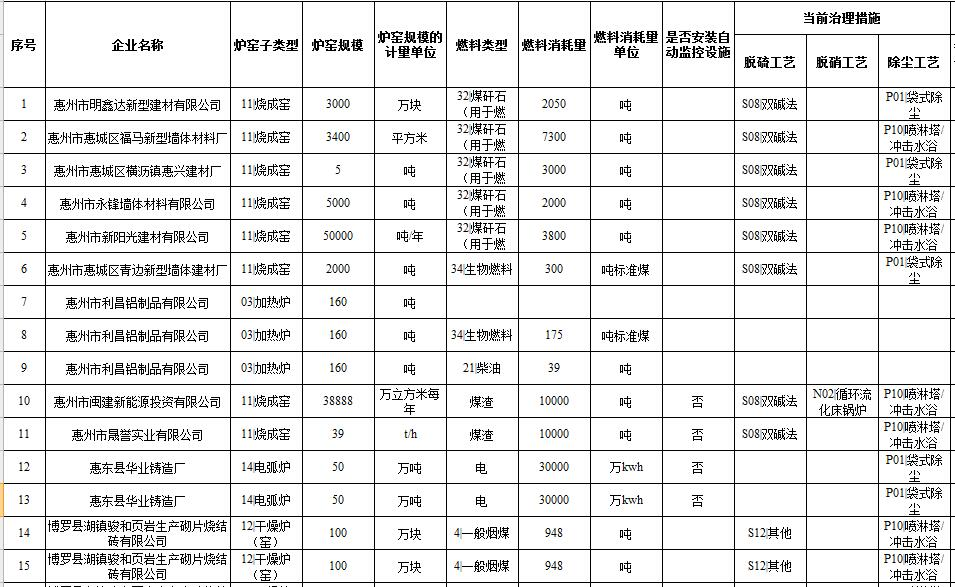 序号 企业名称 炉窑子类型 炉窑规模 炉窑规模的计量单位 燃料类型 燃料消耗量 燃料消耗量单位 是否安装自动监控设施 当前治理措施
脱硫工艺 脱硝工艺 除尘工艺
1 惠州市明鑫达新型建材有限公司 11|烧成窑 3000 万块 32|煤矸石（用于燃 2050 吨 S08|双碱法 P01|袋式除尘
2 惠州市惠城区福马新型墙体材料厂 11|烧成窑 3400 平方米 32|煤矸石（用于燃 7300 吨 S08|双碱法 P10|喷淋塔/冲击水浴
3 惠州市惠城区横沥镇惠兴建材厂 11|烧成窑 5 吨 32|煤矸石（用于燃 3000 吨 S08|双碱法 P01|袋式除尘
4 惠州市永锋墙体材料有限公司 11|烧成窑 5000 吨 32|煤矸石（用于燃 2000 吨 S08|双碱法 P10|喷淋塔/冲击水浴
5 惠州市新阳光建材有限公司 11|烧成窑 50000 吨/年 32|煤矸石（用于燃 3800 吨 S08|双碱法 P10|喷淋塔/冲击水浴
6 惠州市惠城区青边新型墙体建材厂 11|烧成窑 2000 吨 34|生物燃料 300 吨标准煤 S08|双碱法 P01|袋式除尘
7 惠州市利昌铝制品有限公司 03|加热炉 160 吨
8 惠州市利昌铝制品有限公司 03|加热炉 160 吨 34|生物燃料 175 吨标准煤
9 惠州市利昌铝制品有限公司 03|加热炉 160 吨 21|柴油 39 吨
10 惠州市闽建新能源投资有限公司 11|烧成窑 38888 万立方米每年 煤渣 10000 吨 否 S08|双碱法 N02|循环流化床锅炉 P10|喷淋塔/冲击水浴
11 惠州市晟誉实业有限公司 11|烧成窑 39 t/h 煤渣 10000 吨 否 S08|双碱法 P10|喷淋塔/冲击水浴
12 惠东县华业铸造厂 14|电弧炉 50 万吨 电 30000 万kwh 否 P01|袋式除尘
13 惠东县华业铸造厂 14|电弧炉 50 万吨 电 30000 万kwh 否 P01|袋式除尘
14 博罗县湖镇骏和页岩生产砌片烧结砖有限公司 12|干燥炉（窑） 100 万块 4|一般烟煤 948 吨 S12|其他 P10|喷淋塔/冲击水浴
15 博罗县湖镇骏和页岩生产砌片烧结砖有限公司 12|干燥炉（窑） 100 万块 4|一般烟煤 948 吨 S12|其他 P10|喷淋塔/冲击水浴